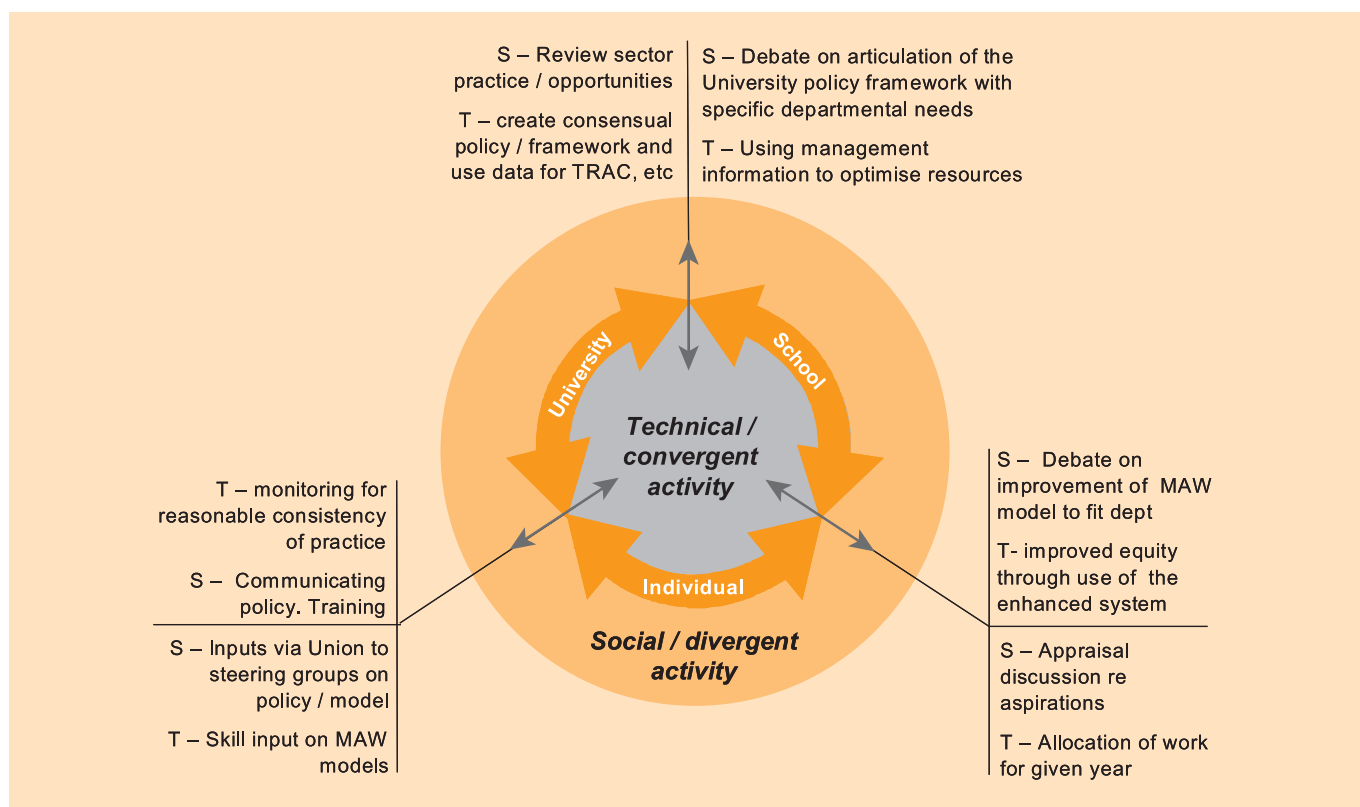 S – Review sector
practice / opportunities
T – create consensual
policy / framework and
use data for TRAC, etc
S – Debate on articulation of the
University policy framework with
specific departmental needs
T – Using management
information to optimise resources
University
School
Individual
Technical /
convergent
activity
Social / divergent
activity
T – monitoring for
reasonable consistency
of practice
S –  Communicating
policy. Training
S – Inputs via Union to
steering groups on
policy / model
T – Skill input on MAW
models
S –  Debate on
improvement of  MAW
model to fit dept
T- improved equity
through use of  the
enhanced system
S – Appraisal
discussion re
aspirations
T – Allocation of work
for given year